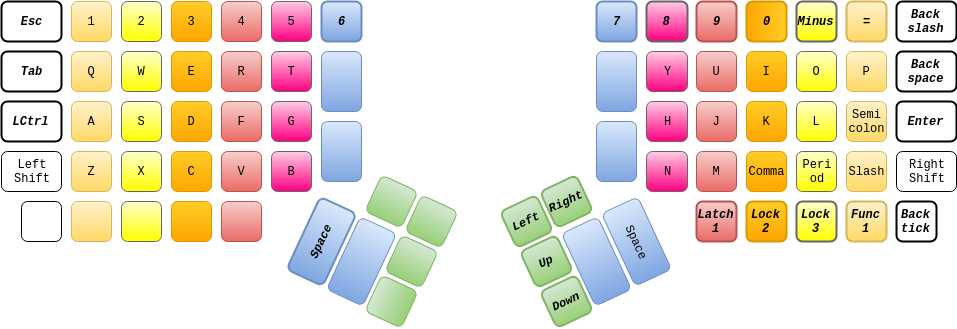 Esc 1 2 3 4 5 6 7 8 9 0 Minus = Back
slash
Tab Q W E R T Y U I O P Back
space
LCtrl A S D F G H J K L Semi
colon Enter
Left
Shift Z X C V B N M Comma Peri
od Slash Right
Shift
Space Left Right Up Down Space
Latch
1 Lock
2 Lock
3 Func
1 Back
tick